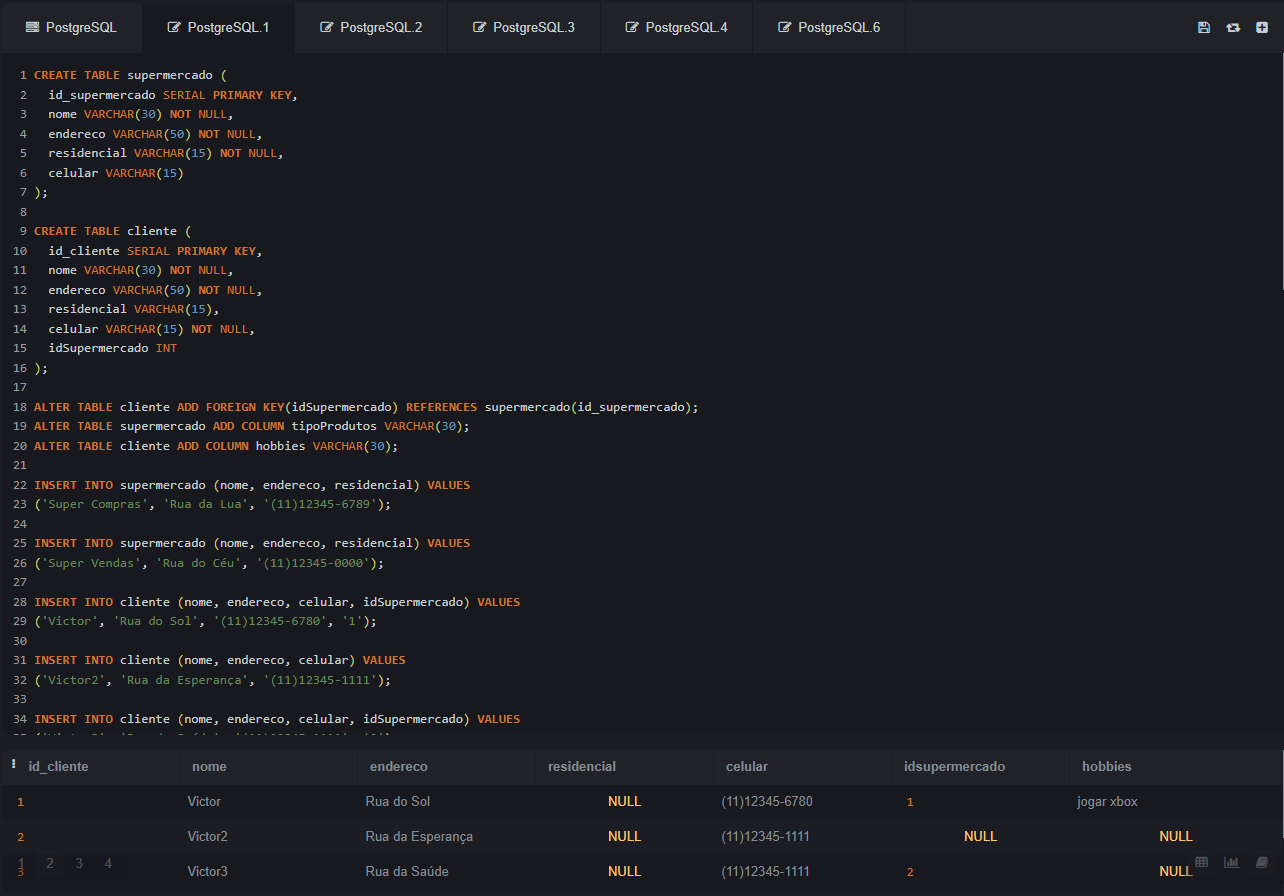 PostgreSQL PostgreSQL.1 PostgreSQL.2 PostgreSQL.3 PostgreSQL.4 PostgreSQL.6
1 CREATE TABLE supermercado (
2 id_supermercado SERIAL PRIMARY KEY,
3 nome VARCHAR(30) NOT NULL,
4 endereco VARCHAR(50) NOT NULL,
5 residencial VARCHAR(15) NOT NULL,
6 celular VARCHAR(15)
7 );
8
9 CREATE TABLE cliente (
10 id_cliente SERIAL PRIMARY KEY,
11 nome VARCHAR(30) NOT NULL,
12 endereco VARCHAR(50) NOT NULL,
13 residencial VARCHAR(15),
14 celular VARCHAR(15) NOT NULL,
15 idSupermercado INT
16 );
17
18 ALTER TABLE cliente ADD FOREIGN KEY(idSupermercado) REFERENCES supermercado(id_supermercado);
19 ALTER TABLE supermercado ADD COLUMN tipoProdutos VARCHAR(30);
20 ALTER TABLE cliente ADD COLUMN hobbies VARCHAR(30);
21
22 INSERT INTO supermercado (nome, endereco, residencial) VALUES
23 ('Super Compras', 'Rua da Lua', '(11)12345-6789');
24
25 INSERT INTO supermercado (nome, endereco, residencial) VALUES
26 ('Super Vendas', 'Rua do Céu', '(11)12345-0000');
27
28 INSERT INTO cliente (nome, endereco, celular, idSupermercado) VALUES
29 ('Victor', 'Rua do Sol', '(11)12345-6780', '1');
30
31 INSERT INTO cliente (nome, endereco, celular) VALUES
32 ('Victor2', 'Rua da Esperança', '(11)12345-1111');
33
34 INSERT INTO cliente (nome, endereco, celular, idSupermercado) VALUES
id_cliente nome endereco residencial celular idsupermercado hobbies
1 Victor Rua do Sol NULL (11)12345-6780 1 jogar xbox
2 Victor2 Rua da Esperança NULL (11)12345-1111 NULL NULL
1 2 3 4
3 Victor3 Rua da Saúde NULL (11)12345-1111 2 NULL